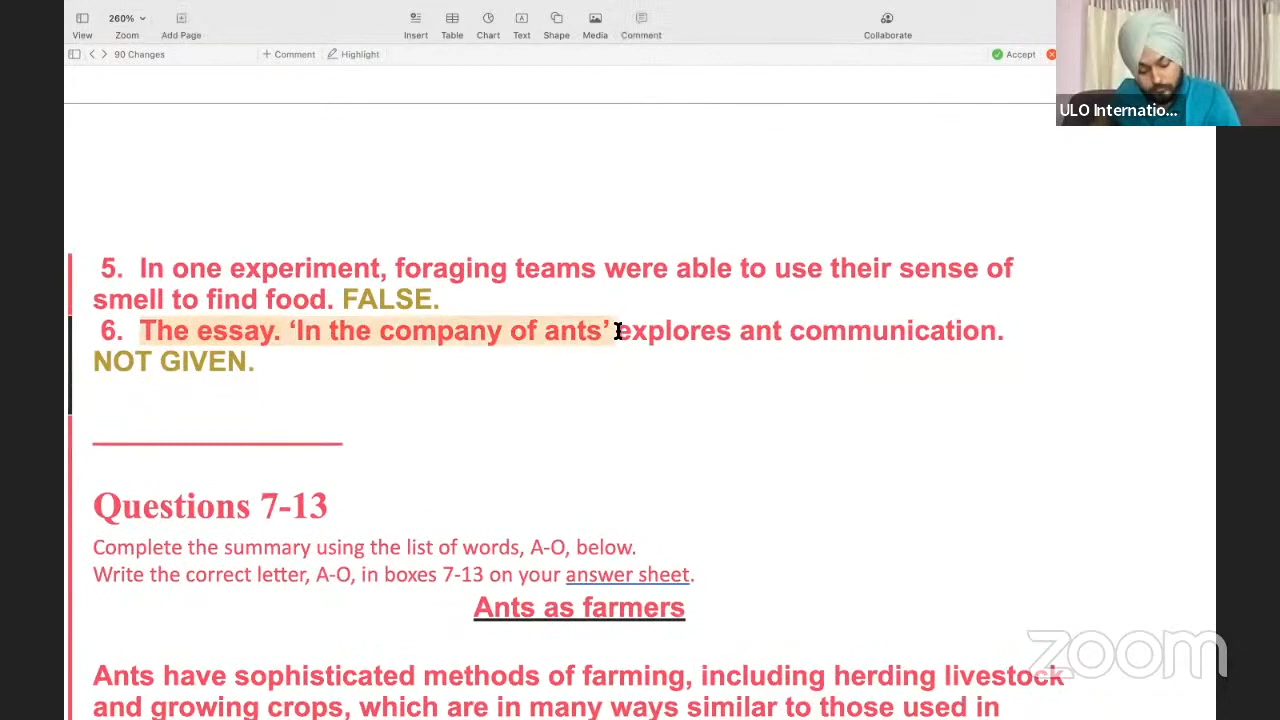 260%
View Zoom Add Page Insert Table Chart Text Shape Media Comment Collaborate
90 Changes + Comment Highlight Accept
ULO Internatio...
5. In one experiment, foraging teams were able to use their sense of
smell to find food. FALSE.
6. The essay. ‘In the company of ants’ explores ant communication.
NOT GIVEN.
Questions 7-13
Complete the summary using the list of words, A-O, below.
Write the correct letter, A-O, in boxes 7-13 on your answer sheet.
Ants as farmers
zoom
Ants have sophisticated methods of farming, including herding livestock
and growing crops, which are in many ways similar to those used in